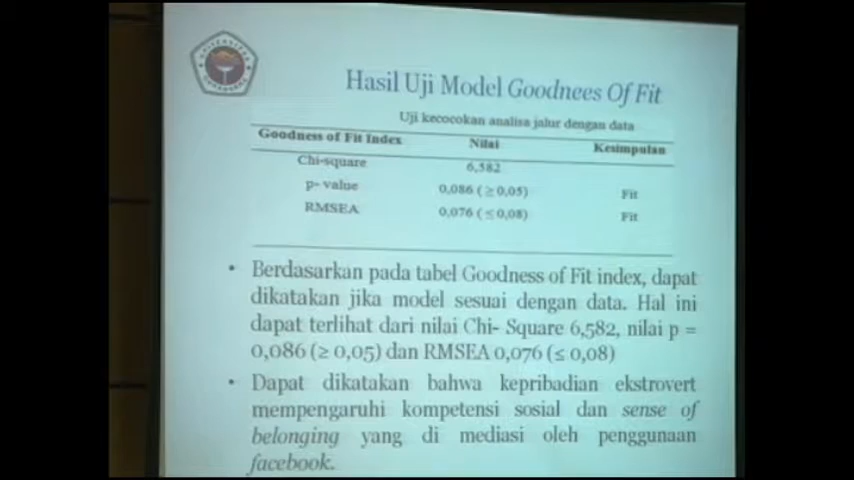 Hasil Uji Model Goodnees Of Fit
Uji kecocokan analisa jalur dengan data
Goodness of Fit Index Nilai Kesimpulan
Chi-square 6,582
p- value 0,086 (≥0,05) Fit
RMSEA 0,076 (≤0,08) Fit
• Berdasarkan pada tabel Goodness of Fit index, dapat
dikatakan jika model sesuai dengan data. Hal ini
dapat terlihat dari nilai Chi- Square 6,582, nilai p =
0,086 (≥ 0,05) dan RMSEA 0,076 (≤ 0,08)
• Dapat dikatakan bahwa kepribadian ekstrovert
mempengaruhi kompetensi sosial dan sense of
belonging yang di mediasi oleh penggunaan
facebook.